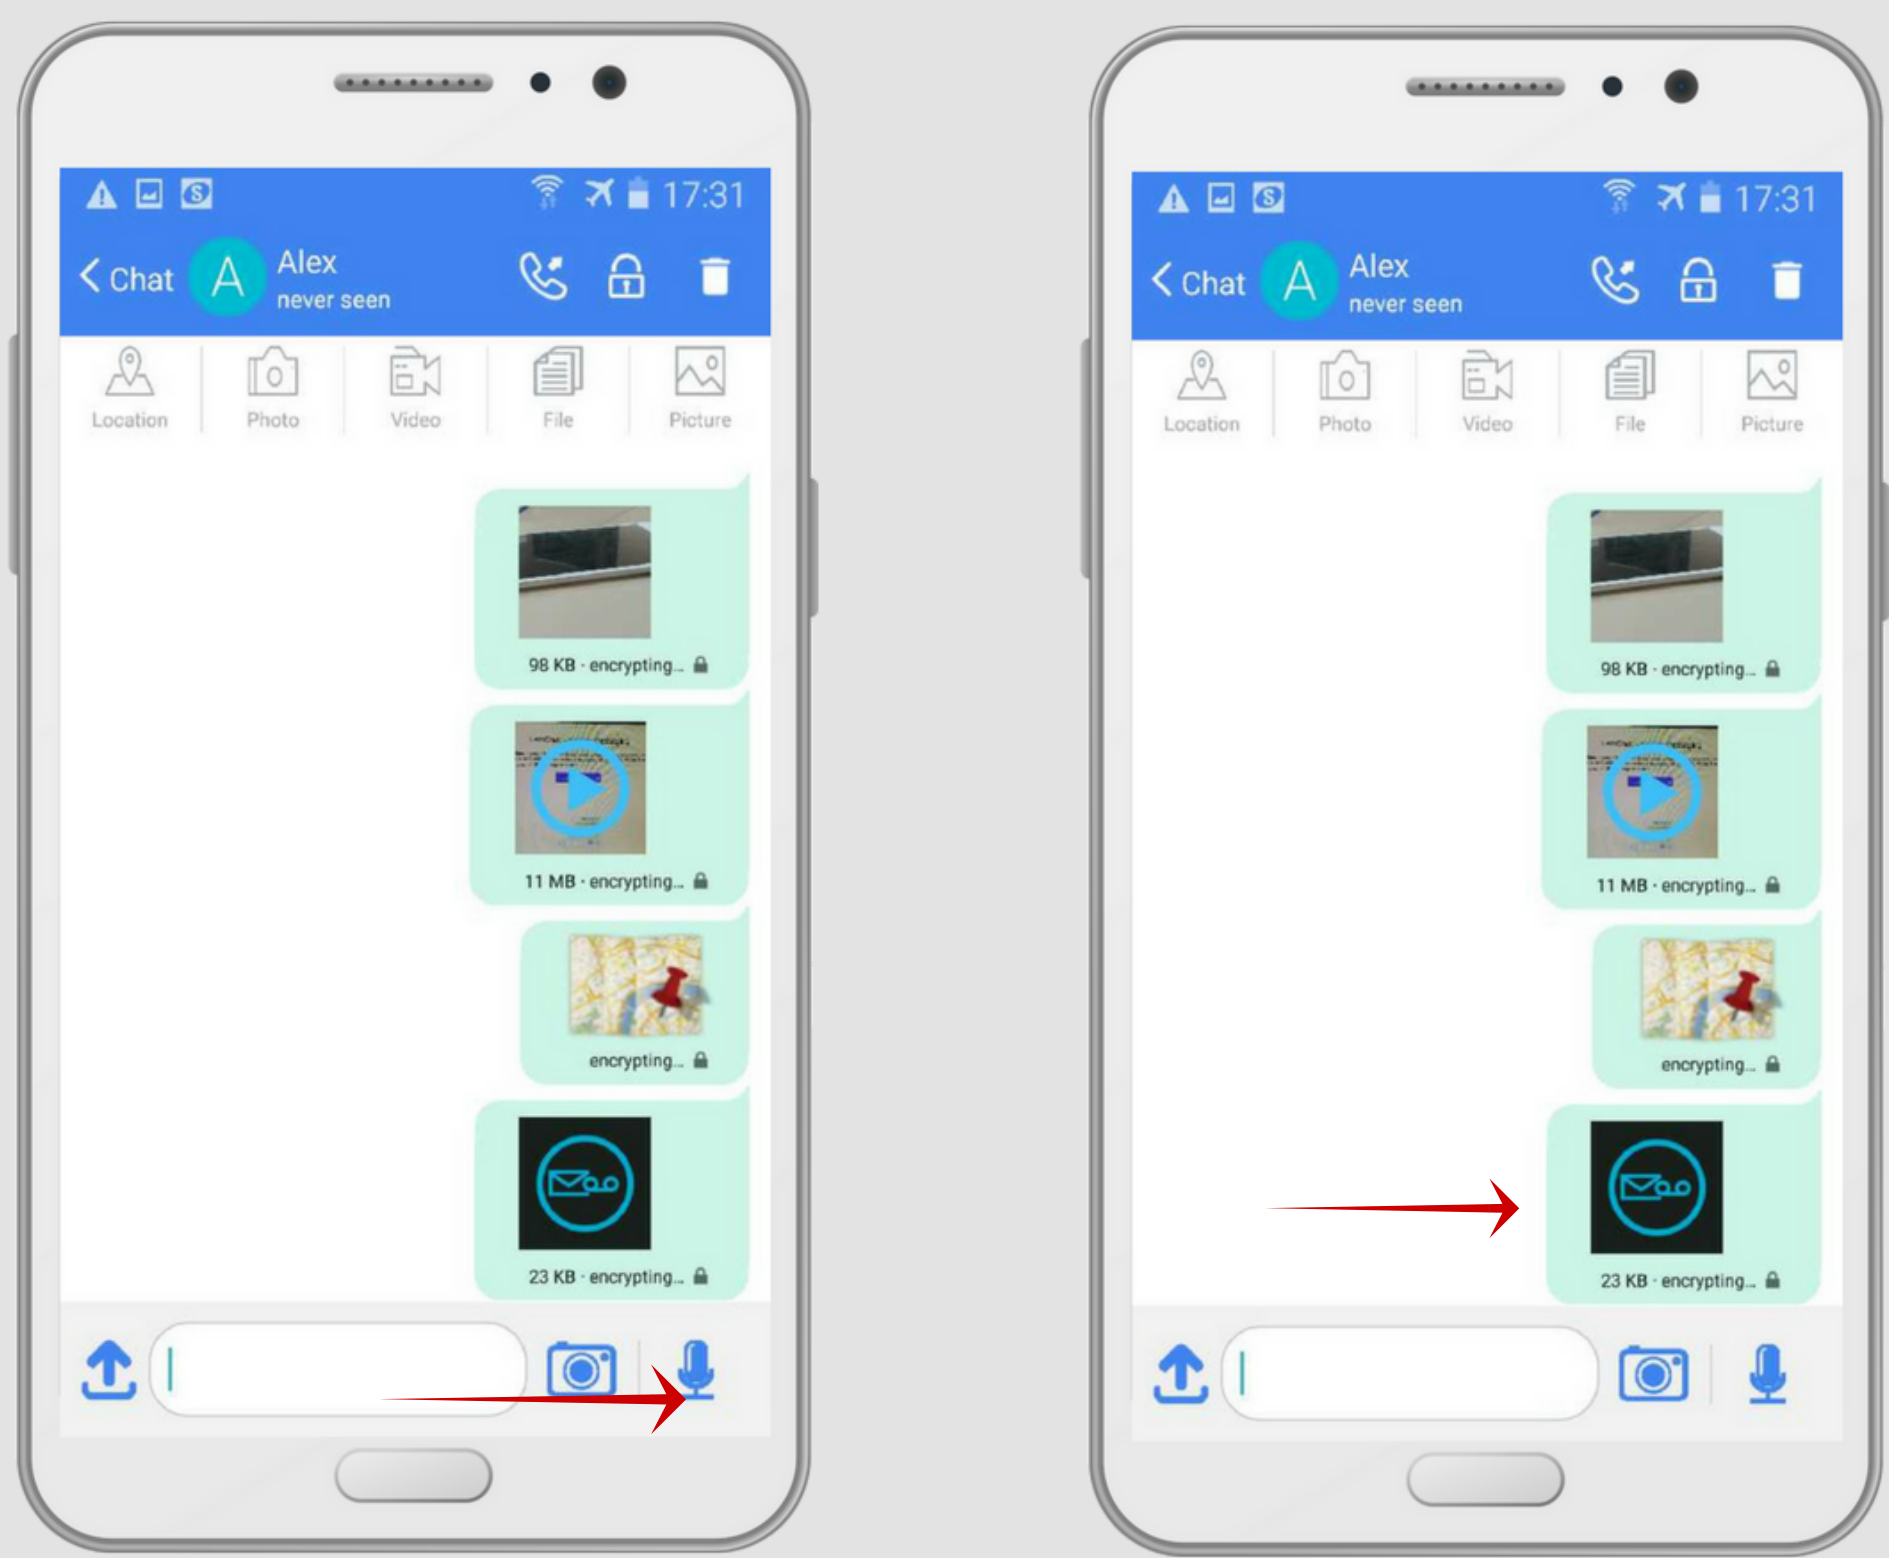 17:31
Chat
A
Alex
never seen
Location
Photo
Video
File
Picture
98 KB · encrypting...
11 MB · encrypting...
encrypting...
23 KB · encrypting...
17:31
Chat
A
Alex
never seen
Location
Photo
Video
File
Picture
98 KB · encrypting...
11 MB · encrypting...
encrypting...
23 KB · encrypting...